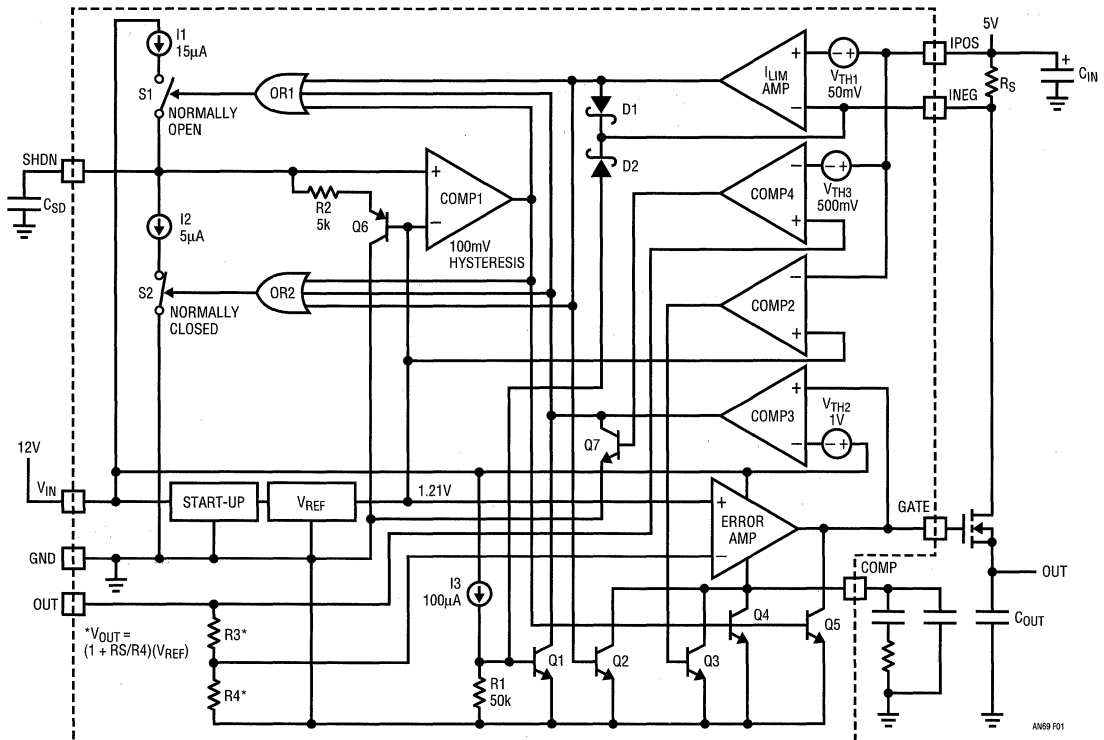 I1
15µA
S1
NORMALLY
OPEN
OR1
D1
D2
ILIM
AMP
+
−
− +
VTH1
50mV
IPOS
INEG
5V
RS
+
CIN
SHDN
CSD
R2
5k
Q6
+
−
COMP1
100mV
HYSTERESIS
COMP4
−
+
− +
VTH3
500mV
I2
5µA
S2
NORMALLY
CLOSED
OR2
COMP2
−
+
COMP3
+
−
VTH2
1V
− +
Q7
12V
VIN
START-UP
VREF
1.21V
+
−
ERROR
AMP
GATE
GND
OUT
COMP
OUT
COUT
I3
100µA
*VOUT =
(1 + RS/R4)(VREF)
R3*
R4*
R1
50k
Q1
Q2
Q3
Q4
Q5
AN69 F01